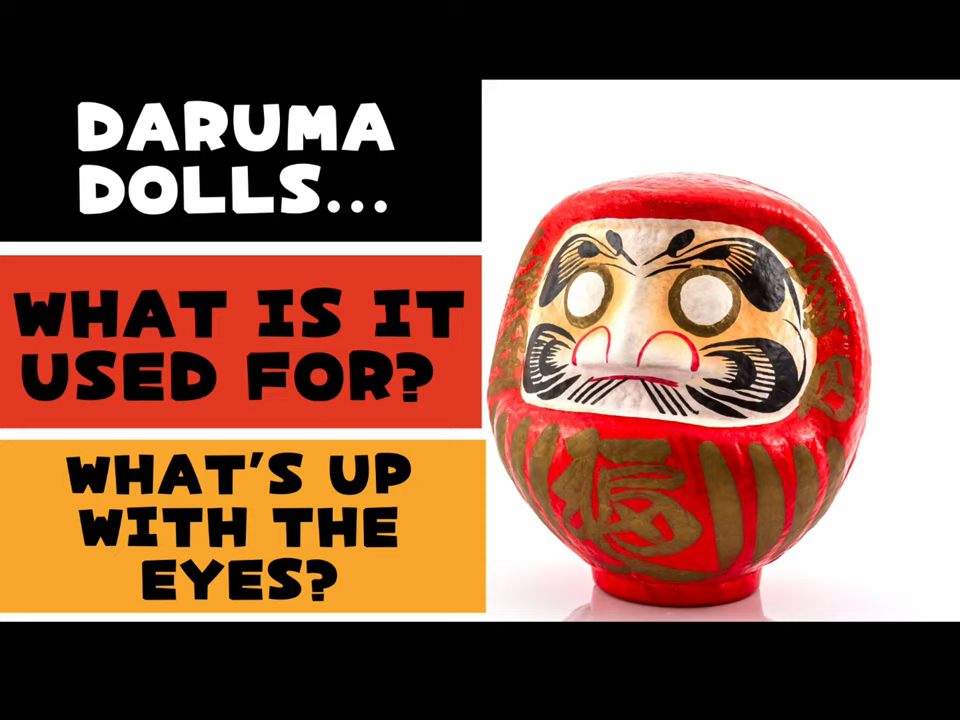 DARUMA
DOLLS...
WHAT IS IT
USED FOR?
WHAT'S UP
WITH THE
EYES?
福